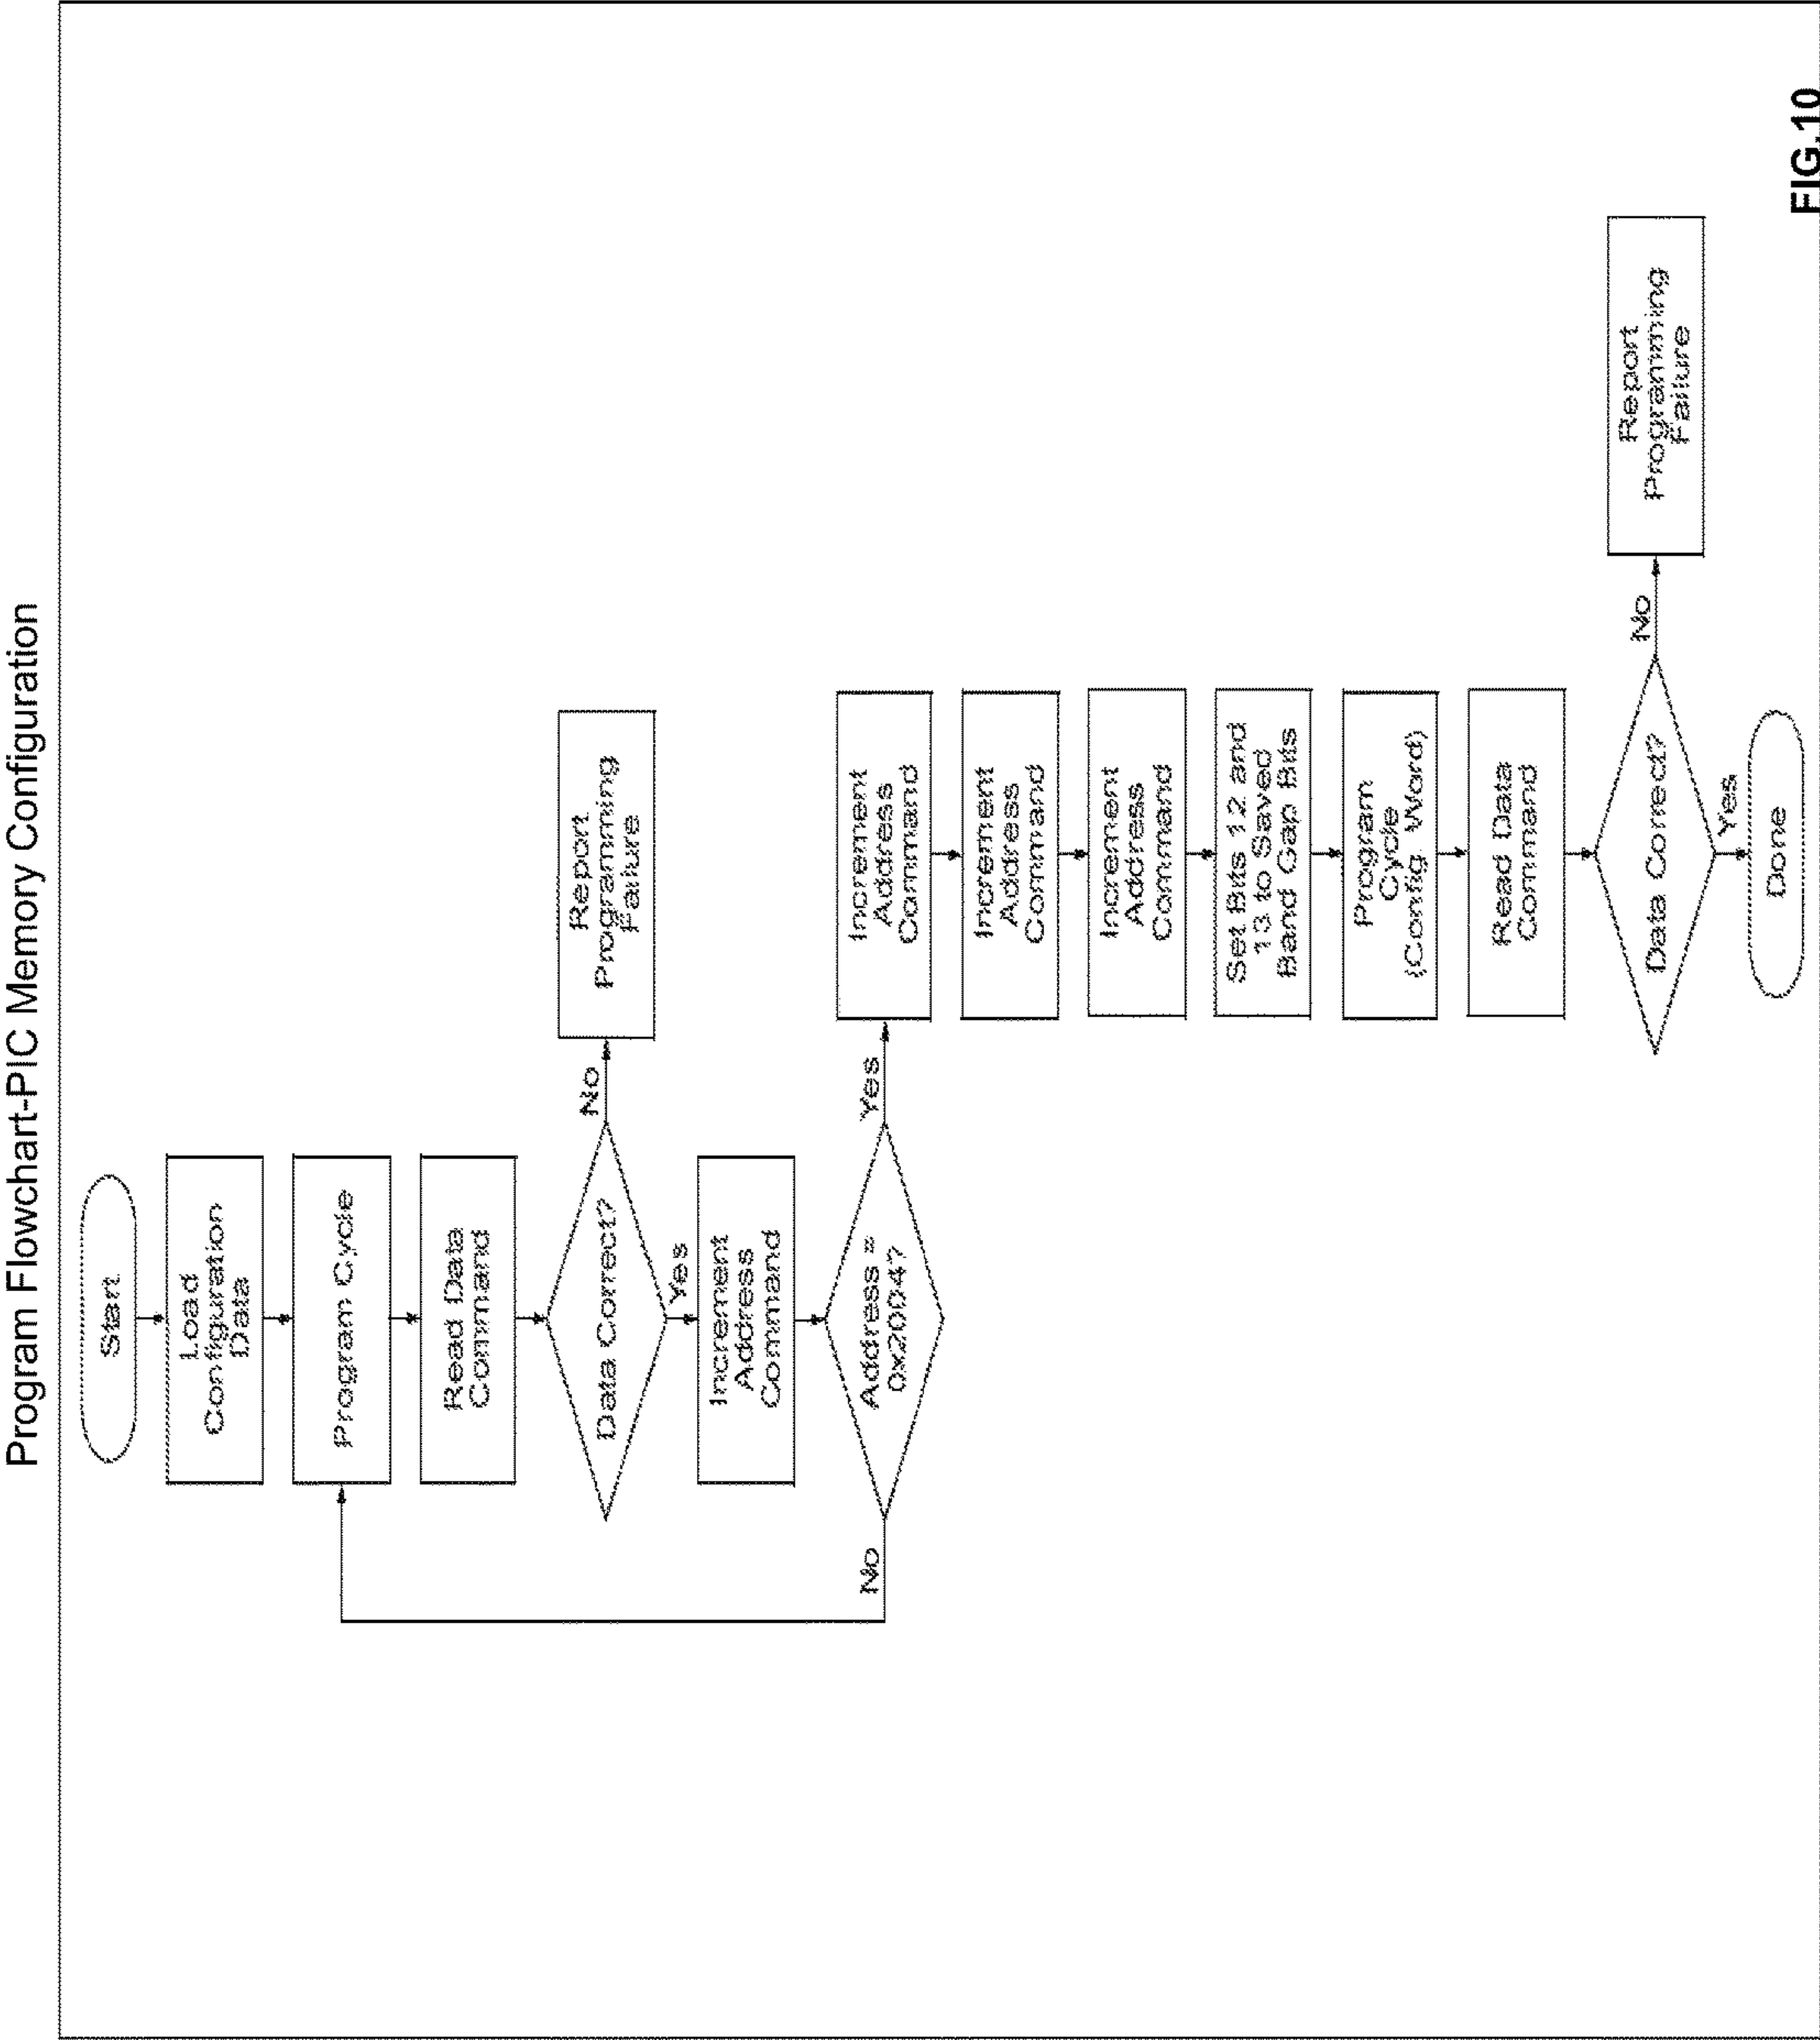 Program Flowchart-PIC Memory Configuration
Start
Load
Configuration
Data
Program Cycle
Read Data
Command
Data Correct?
No
Report
Programming
Failure
Yes
Increment
Address
Command
Address =
0x2004?
No
Yes
Increment
Address
Command
Increment
Address
Command
Increment
Address
Command
Set Bits 12 and
13 to Saved
Band Gap Bits
Program
Cycle
(Config. Word)
Read Data
Command
Data Correct?
No
Report
Programming
Failure
Yes
Done
FIG.10